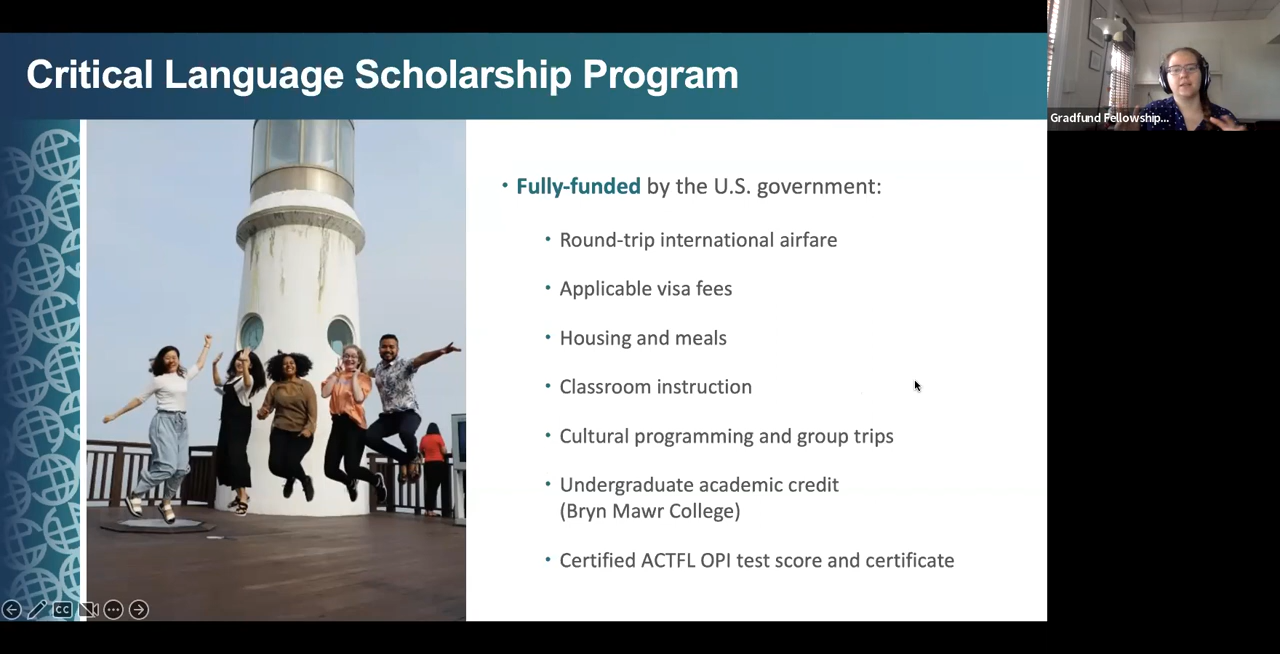 Critical Language Scholarship Program
Gradfund Fellowship...
• Fully-funded by the U.S. government:
• Round-trip international airfare
• Applicable visa fees
• Housing and meals
• Classroom instruction
• Cultural programming and group trips
• Undergraduate academic credit
(Bryn Mawr College)
• Certified ACTFL OPI test score and certificate
CC